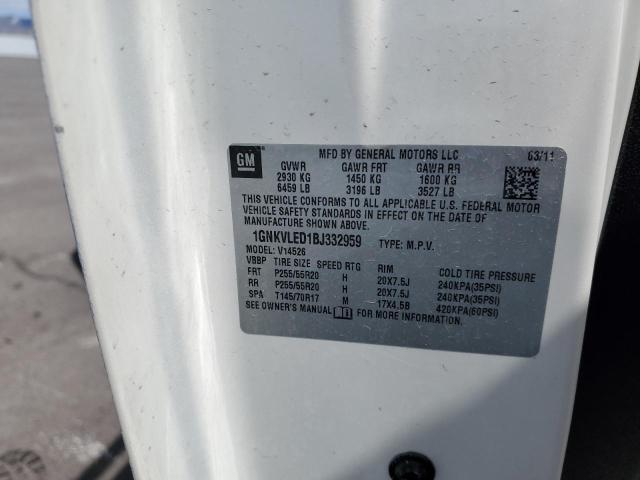 GM
MFD BY GENERAL MOTORS LLC 03/11
GVWR GAWR FRT GAWR RR
2930 KG 1450 KG 1600 KG
6459 LB 3196 LB 3527 LB
THIS VEHICLE CONFORMS TO ALL APPLICABLE U.S. FEDERAL MOTOR
VEHICLE SAFETY STANDARDS IN EFFECT ON THE DATE OF
MANUFACTURE SHOWN ABOVE.
1GNKVLED1BJ332959 TYPE: M.P.V.
MODEL: V14526
VBBP TIRE SIZE SPEED RTG RIM COLD TIRE PRESSURE
FRT P255/55R20 H 20X7.5J 240KPA(35PSI)
RR P255/55R20 H 20X7.5J 240KPA(35PSI)
SPA T145/70R17 M 17X4.5B 420KPA(60PSI)
SEE OWNER'S MANUAL FOR MORE INFORMATION.